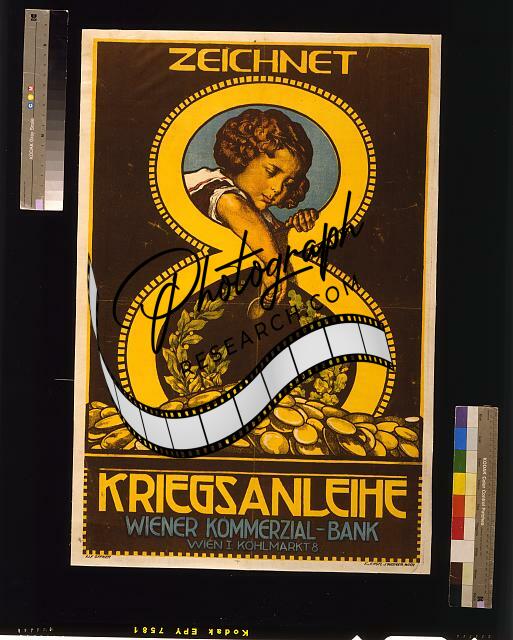 ZEICHNET
8
Photograph
RESEARCH.COM
KRIEGSANLEIHE
WIENER KOMMERZIAL-BANK
WIEN I KOHLMARKT 8
Kodak EPY 7581